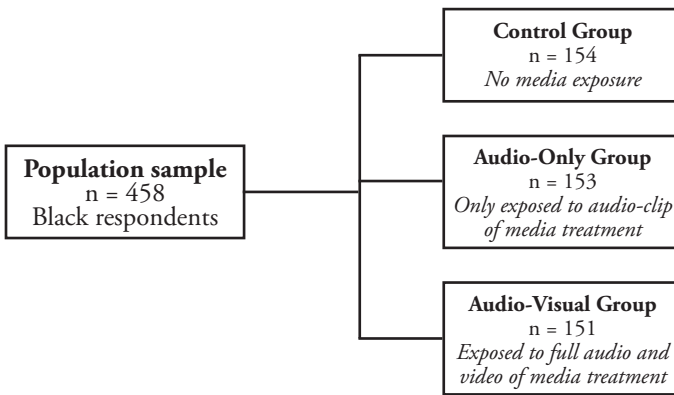 Control Group
n = 154
No media exposure
Population sample
n = 458
Black respondents
Audio-Only Group
n = 153
Only exposed to audio-clip
of media treatment
Audio-Visual Group
n = 151
Exposed to full audio and
video of media treatment